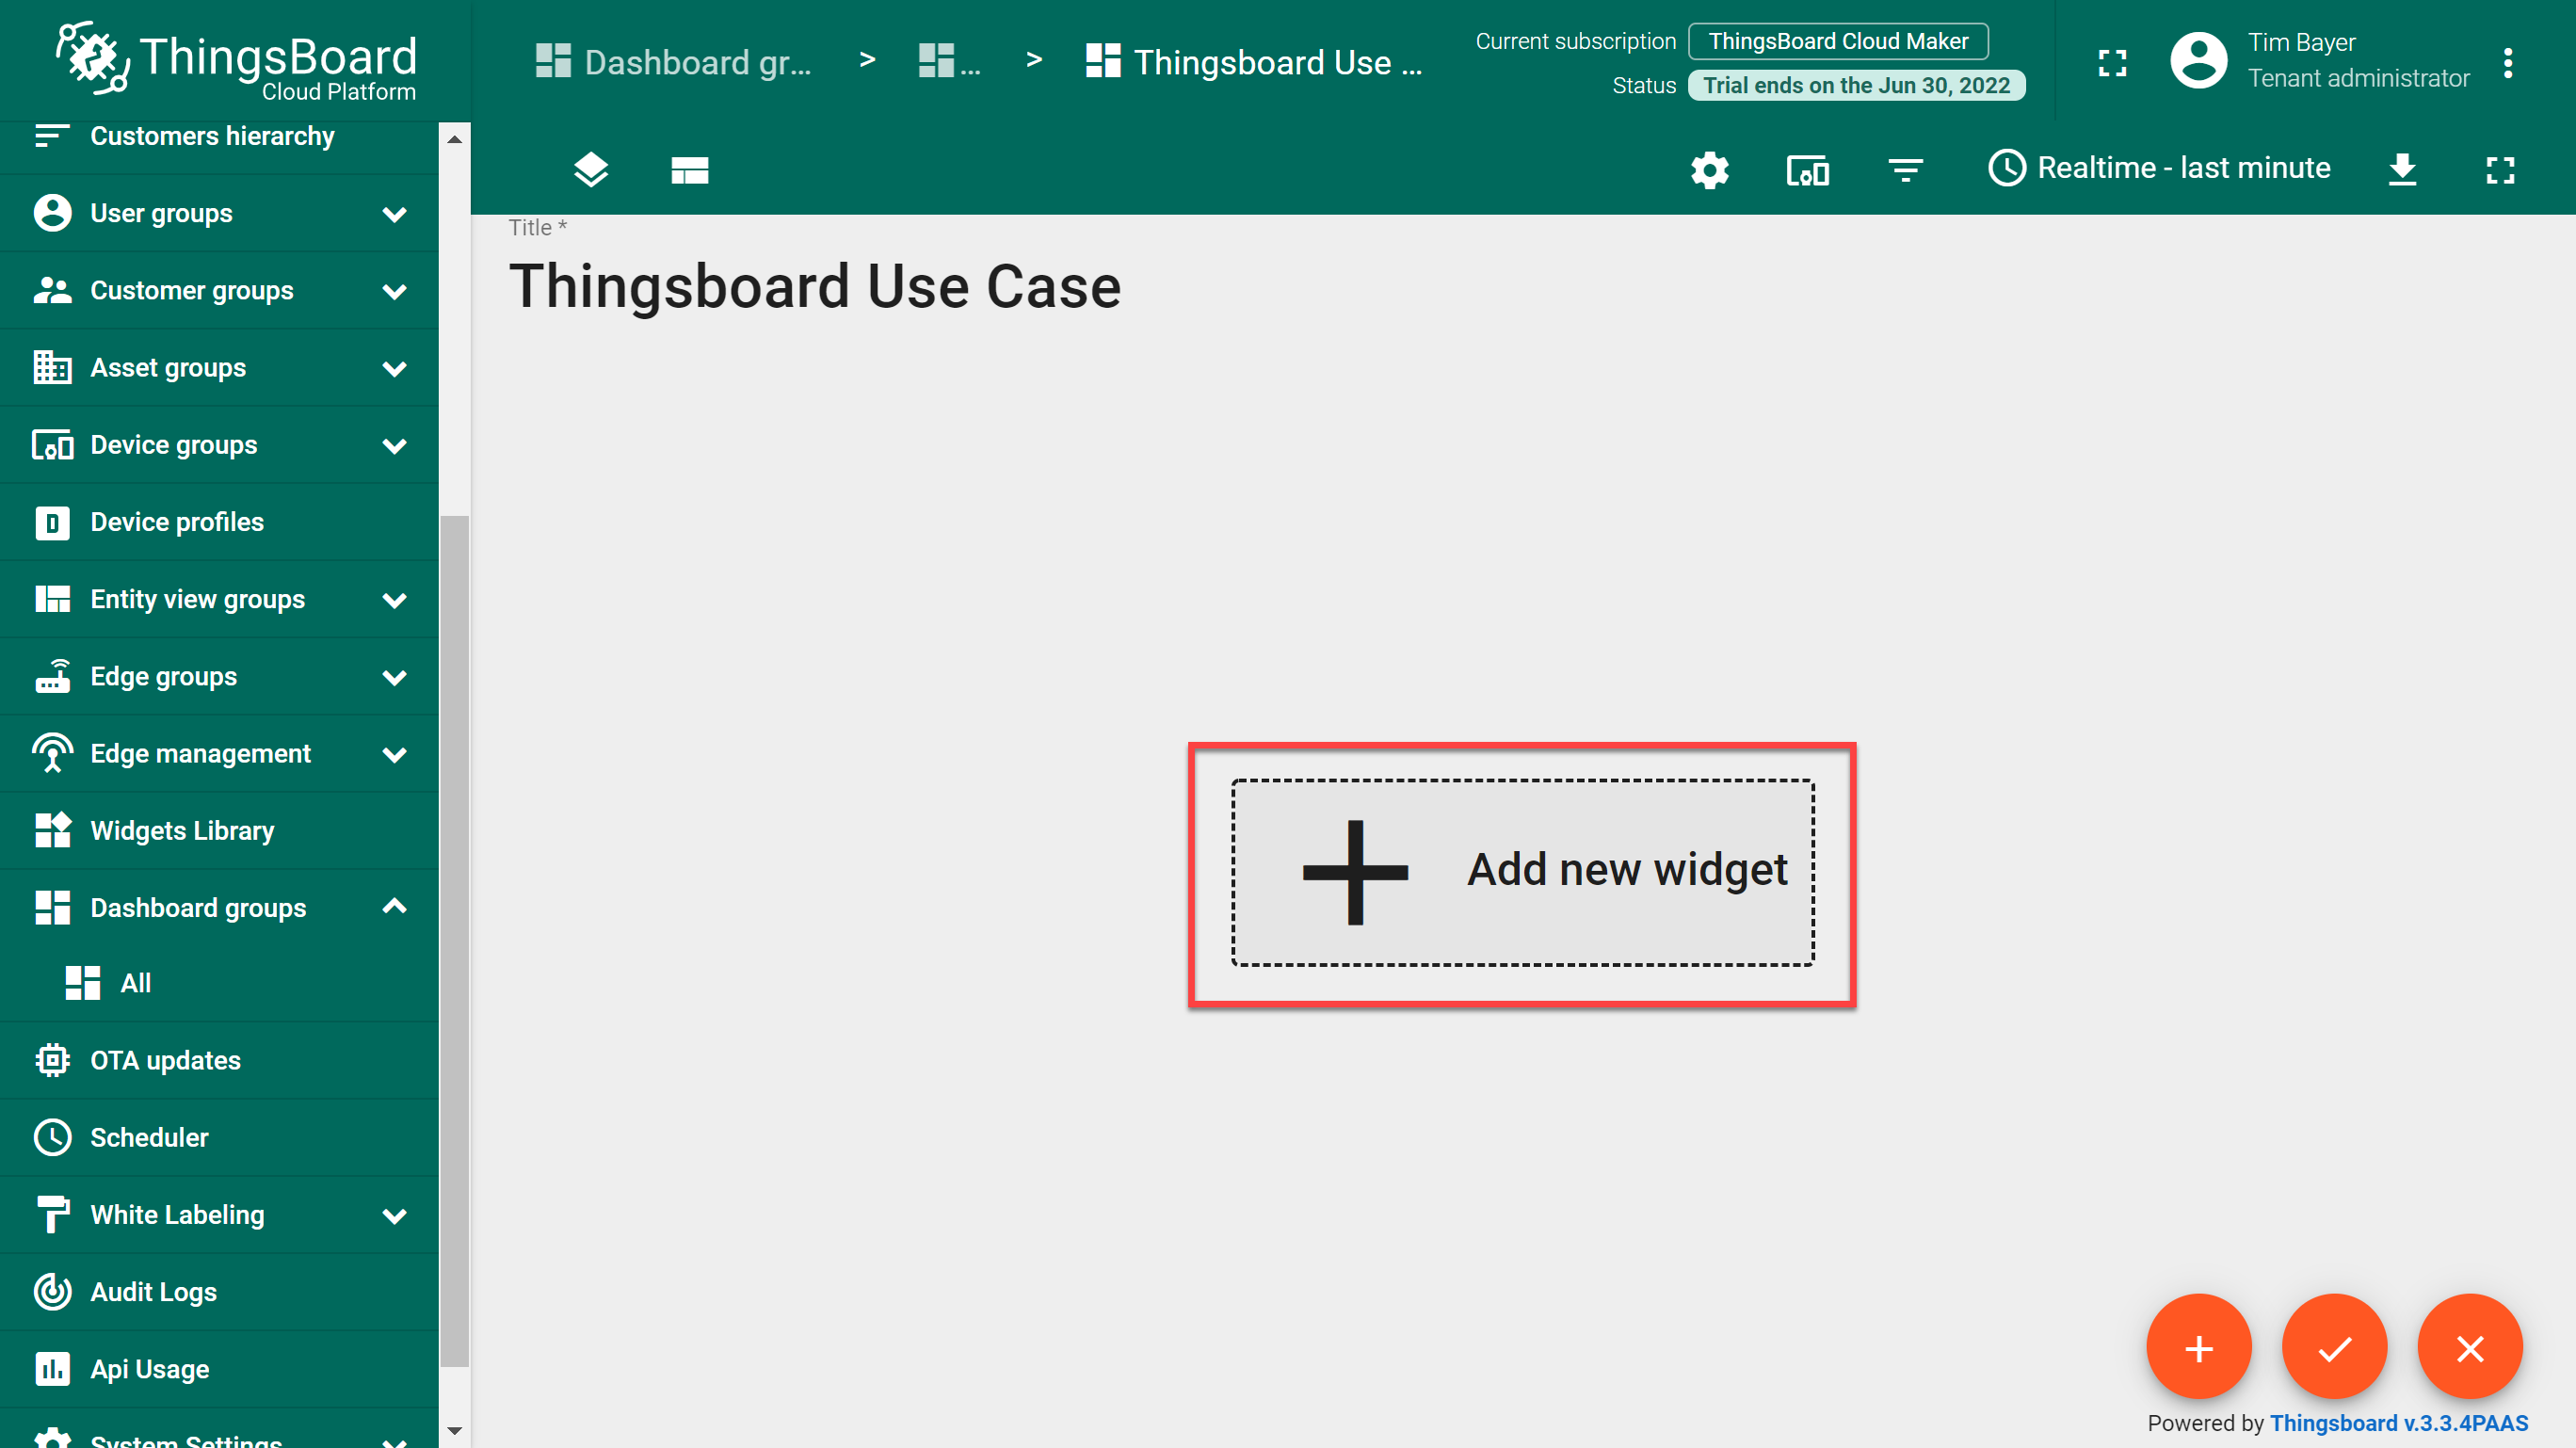 ThingsBoard
Cloud Platform
Customers hierarchy
User groups
Customer groups
Asset groups
Device groups
Device profiles
Entity view groups
Edge groups
Edge management
Widgets Library
Dashboard groups
All
OTA updates
Scheduler
White Labeling
Audit Logs
Api Usage
System Settings
Dashboard gr... > ... > Thingsboard Use ...
Current subscription ThingsBoard Cloud Maker
Status Trial ends on the Jun 30, 2022
Tim Bayer
Tenant administrator
Realtime - last minute
Title *
Thingsboard Use Case
Add new widget
Powered by Thingsboard v.3.3.4PAAS